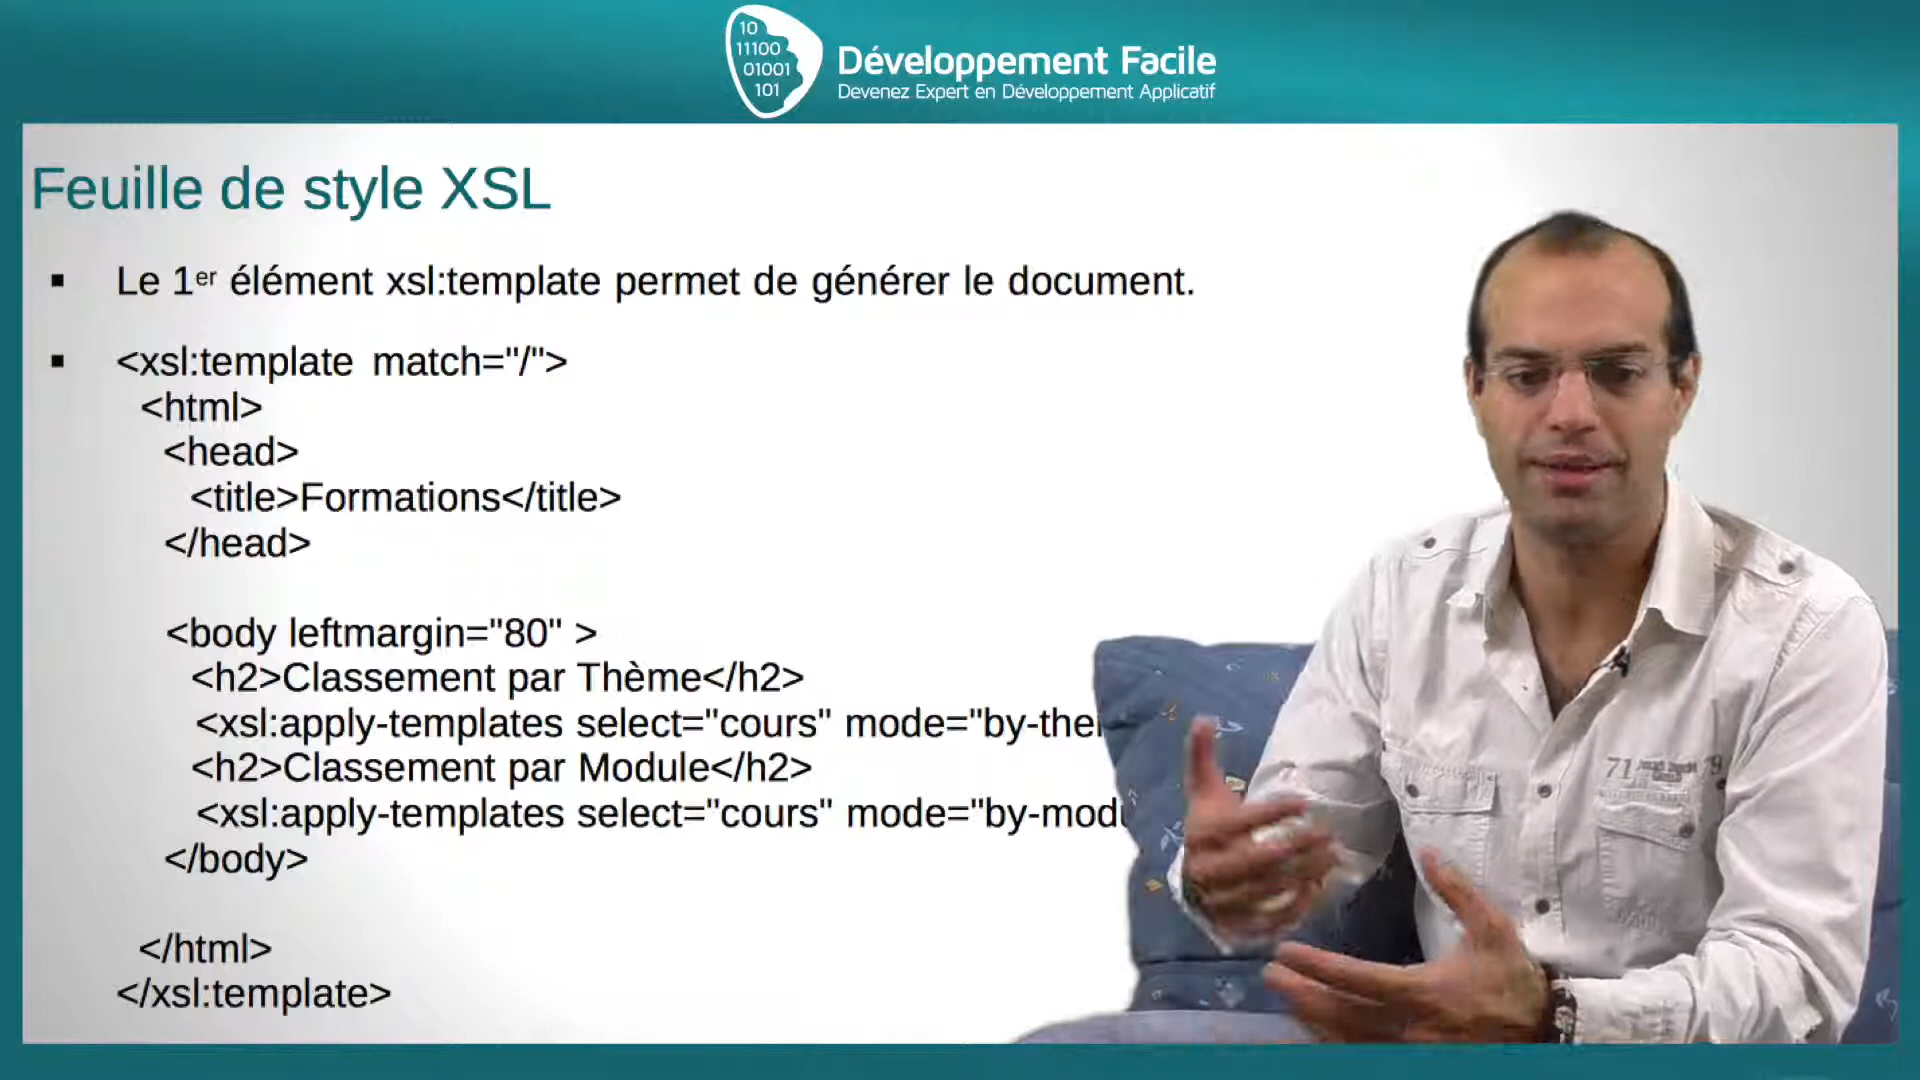 10
11100
01001
101
Développement Facile
Devenez Expert en Développement Applicatif
Feuille de style XSL
▪ Le 1er élément xsl:template permet de générer le document.
▪ <xsl:template match="/">
<html>
<head>
<title>Formations</title>
</head>
<body leftmargin="80" >
<h2>Classement par Thème</h2>
<xsl:apply-templates select="cours" mode="by-the
<h2>Classement par Module</h2>
<xsl:apply-templates select="cours" mode="by-mod
</body>
</html>
</xsl:template>
71
79